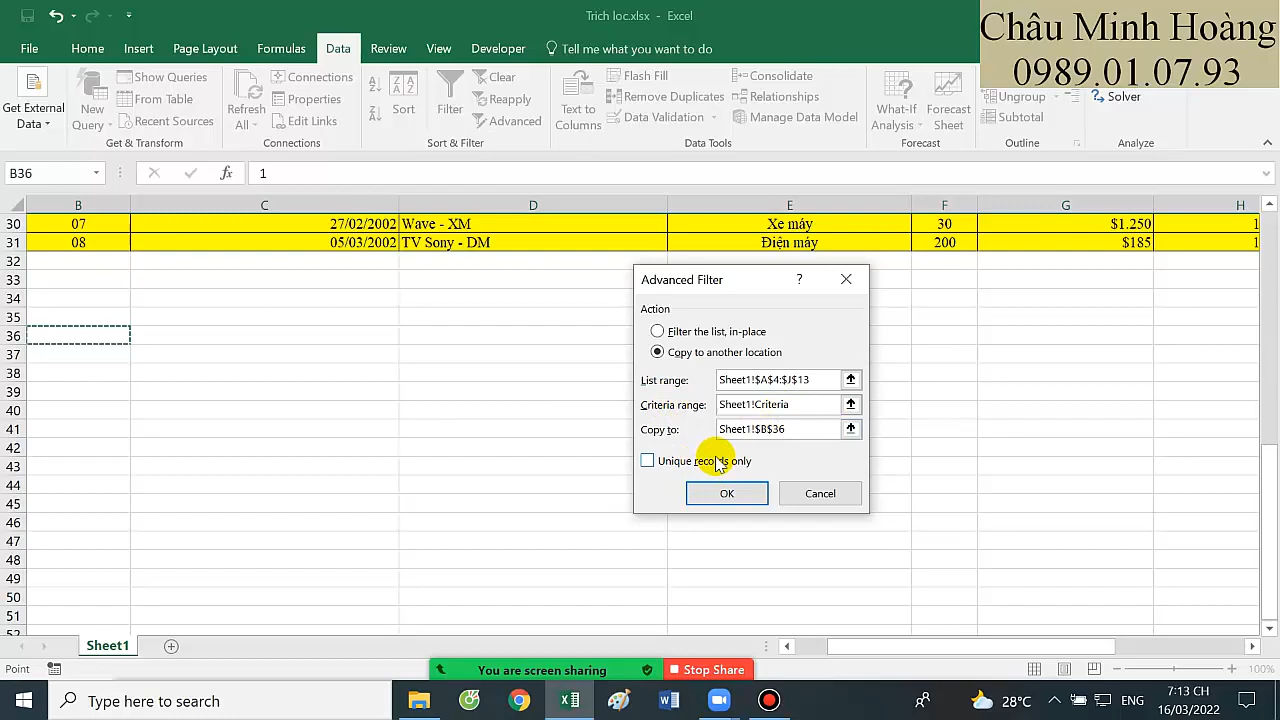 Trich loc.xlsx - Excel
Châu Minh Hoàng
0989.01.07.93
File Home Insert Page Layout Formulas Data Review View Developer Tell me what you want to do
Get External Data
New Query
Show Queries
From Table
Recent Sources
Get & Transform
Refresh All
Connections
Properties
Edit Links
Connections
Sort
Filter
Clear
Reapply
Advanced
Sort & Filter
Text to Columns
Flash Fill
Remove Duplicates
Data Validation
Consolidate
Relationships
Manage Data Model
Data Tools
What-If Analysis
Forecast Sheet
Forecast
Ungroup
Subtotal
Outline
Solver
Analyze
B36 fx 1
B C D E F G H
30 07 27/02/2002 Wave - XM Xe máy 30 $1.250 1
31 08 05/03/2002 TV Sony - DM Điện máy 200 $185 1
32
33
34
35
36
37
38
39
40
41
42
43
44
45
46
47
48
49
50
51
52
Advanced Filter ?
Action
Filter the list, in-place
Copy to another location
List range: Sheet1!$A$4:$J$13
Criteria range: Sheet1!Criteria
Copy to: Sheet1!$B$36
Unique records only
OK Cancel
Sheet1
Point
You are screen sharing Stop Share
100%
Type here to search
28°C
ENG
7:13 CH
16/03/2022